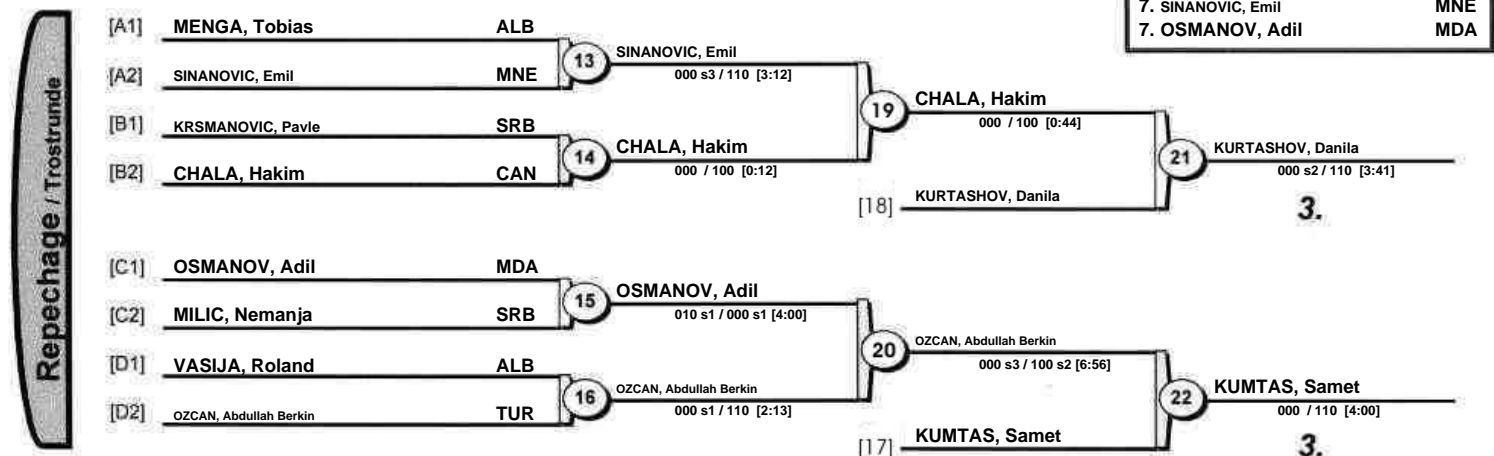 7. SINANOVIC, Emil MNE
7. OSMANOV, Adil MDA
Repechage / Trostrunde
[A1] MENGA, Tobias ALB
[A2] SINANOVIC, Emil MNE
13 SINANOVIC, Emil
000 s3 / 110 [3:12]
[B1] KRSMANOVIC, Pavle SRB
[B2] CHALA, Hakim CAN
14 CHALA, Hakim
000 / 100 [0:12]
19 CHALA, Hakim
000 / 100 [0:44]
[18] KURTASHOV, Danila
21 KURTASHOV, Danila
000 s2 / 110 [3:41]
3.
[C1] OSMANOV, Adil MDA
[C2] MILIC, Nemanja SRB
15 OSMANOV, Adil
010 s1 / 000 s1 [4:00]
[D1] VASIJA, Roland ALB
[D2] OZCAN, Abdullah Berkin TUR
16 OZCAN, Abdullah Berkin
000 s1 / 110 [2:13]
20 OZCAN, Abdullah Berkin
000 s3 / 100 s2 [6:56]
[17] KUMTAS, Samet
22 KUMTAS, Samet
000 / 110 [4:00]
3.